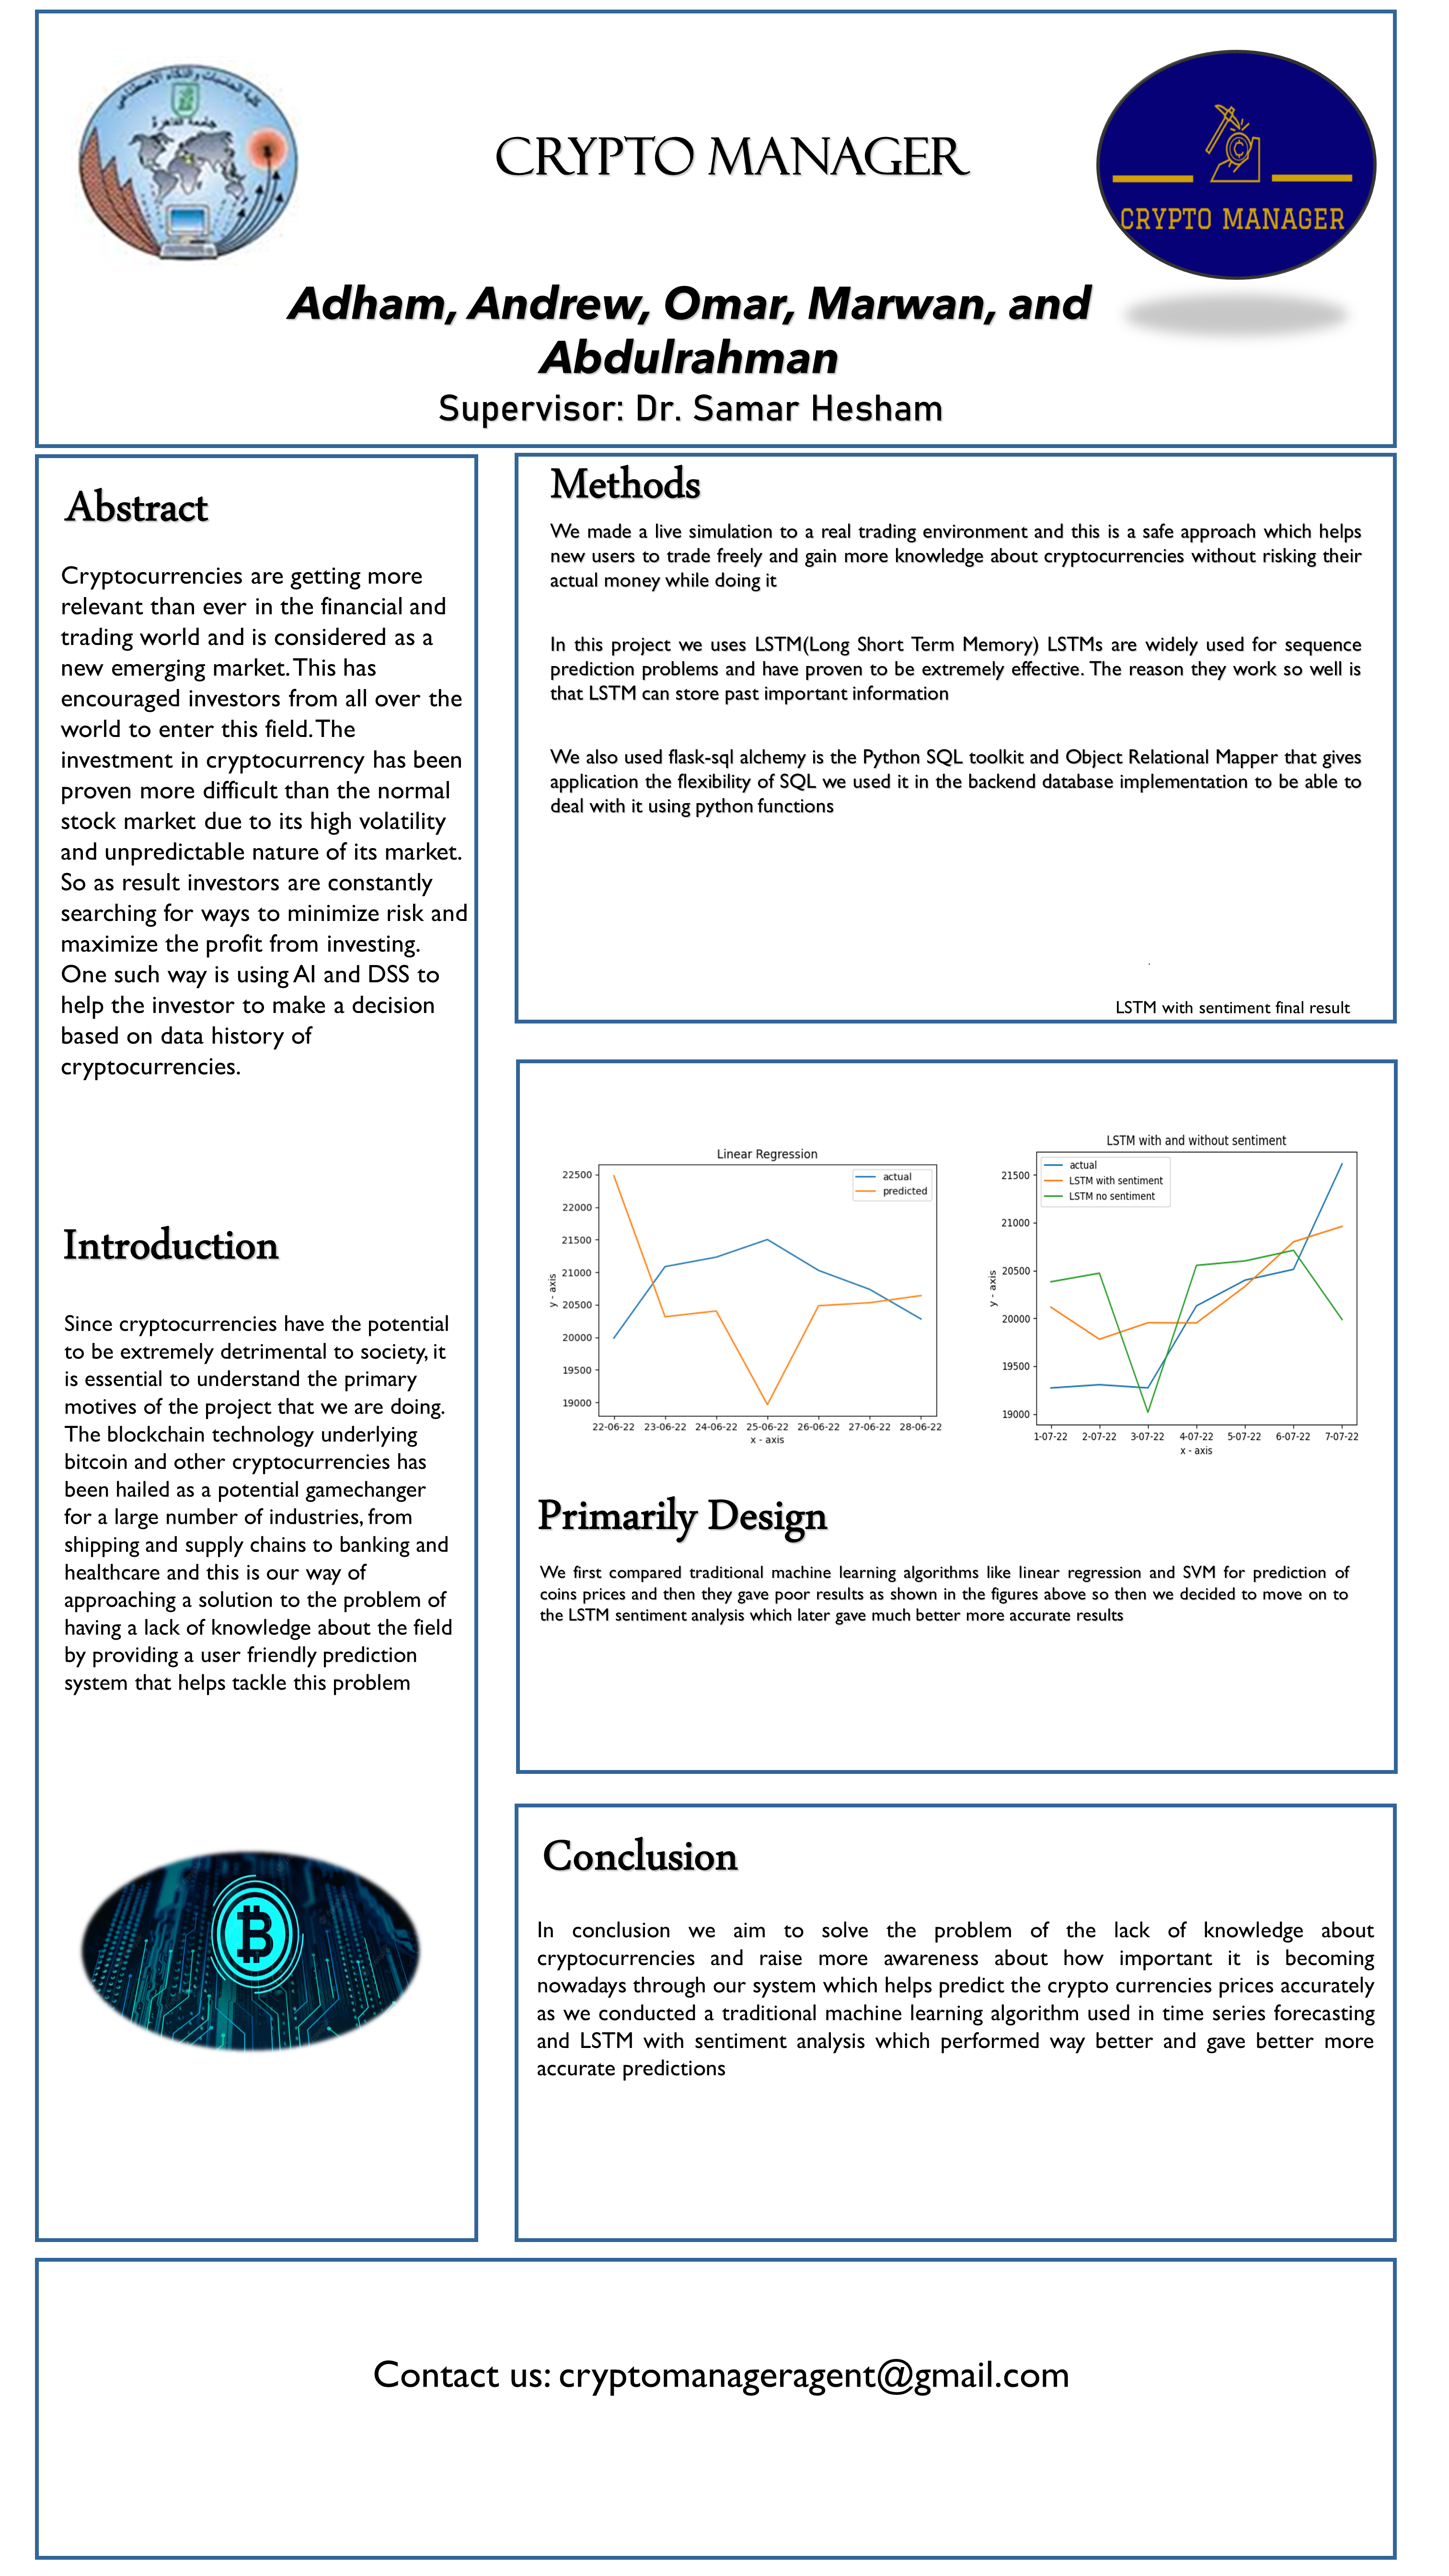 كلية الحاسبات والذكاء الاصطناعي
جامعة القاهرة
CRYPTO MANAGER
CRYPTO MANAGER
Adham, Andrew, Omar, Marwan, and
Abdulrahman
Supervisor: Dr. Samar Hesham
Abstract
Cryptocurrencies are getting more
relevant than ever in the financial and
trading world and is considered as a
new emerging market. This has
encouraged investors from all over the
world to enter this field. The
investment in cryptocurrency has been
proven more difficult than the normal
stock market due to its high volatility
and unpredictable nature of its market.
So as result investors are constantly
searching for ways to minimize risk and
maximize the profit from investing.
One such way is using AI and DSS to
help the investor to make a decision
based on data history of
cryptocurrencies.
Introduction
Since cryptocurrencies have the potential
to be extremely detrimental to society, it
is essential to understand the primary
motives of the project that we are doing.
The blockchain technology underlying
bitcoin and other cryptocurrencies has
been hailed as a potential gamechanger
for a large number of industries, from
shipping and supply chains to banking and
healthcare and this is our way of
approaching a solution to the problem of
having a lack of knowledge about the field
by providing a user friendly prediction
system that helps tackle this problem
Methods
We made a live simulation to a real trading environment and this is a safe approach which helps
new users to trade freely and gain more knowledge about cryptocurrencies without risking their
actual money while doing it
In this project we uses LSTM(Long Short Term Memory) LSTMs are widely used for sequence
prediction problems and have proven to be extremely effective. The reason they work so well is
that LSTM can store past important information
We also used flask-sql alchemy is the Python SQL toolkit and Object Relational Mapper that gives
application the flexibility of SQL we used it in the backend database implementation to be able to
deal with it using python functions
.
LSTM with sentiment final result
Linear Regression
actual
predicted
22500
22000
21500
21000
20500
20000
19500
19000
y - axis
22-06-22 23-06-22 24-06-22 25-06-22 26-06-22 27-06-22 28-06-22
x - axis
LSTM with and without sentiment
actual
LSTM with sentiment
LSTM no sentiment
21500
21000
20500
20000
19500
19000
y - axis
1-07-22 2-07-22 3-07-22 4-07-22 5-07-22 6-07-22 7-07-22
x - axis
Primarily Design
We first compared traditional machine learning algorithms like linear regression and SVM for prediction of
coins prices and then they gave poor results as shown in the figures above so then we decided to move on to
the LSTM sentiment analysis which later gave much better more accurate results
Conclusion
In conclusion we aim to solve the problem of the lack of knowledge about
cryptocurrencies and raise more awareness about how important it is becoming
nowadays through our system which helps predict the crypto currencies prices accurately
as we conducted a traditional machine learning algorithm used in time series forecasting
and LSTM with sentiment analysis which performed way better and gave better more
accurate predictions
Contact us: cryptomanageragent@gmail.com